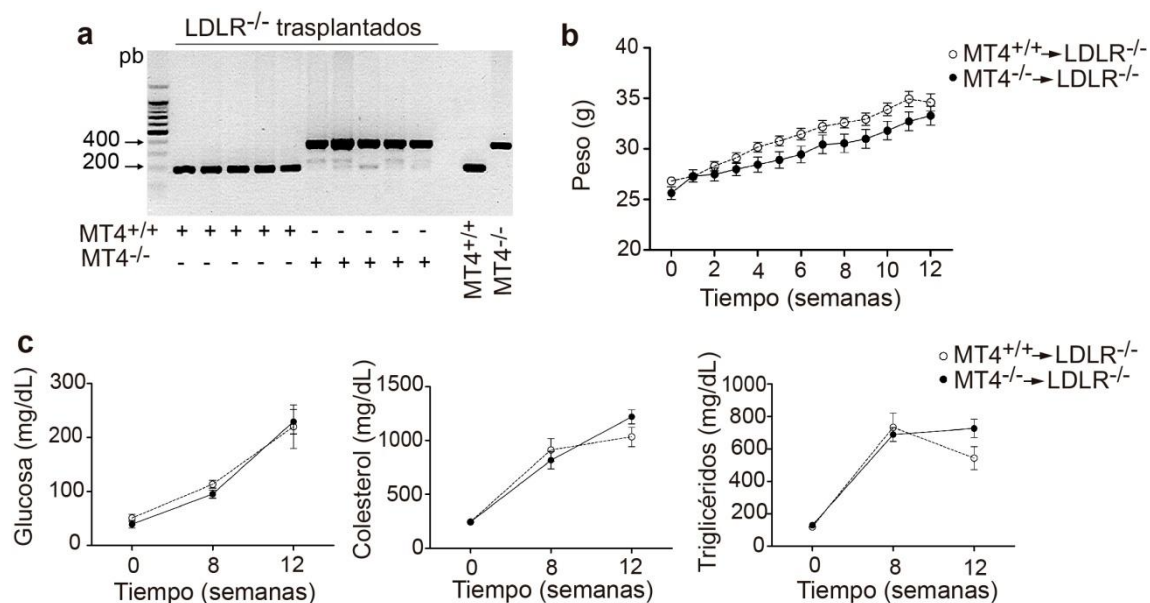 a
LDLR-/- trasplantados
pb
400
200
MT4+/+ + + + + + - - - - -
MT4-/- - - - - - + + + + +
MT4+/+
MT4-/-
b
MT4+/+→LDLR-/-
MT4-/-→LDLR-/-
Peso (g)
35
30
25
20
0 2 4 6 8 10 12
Tiempo (semanas)
c
MT4+/+→LDLR-/-
MT4-/-→LDLR-/-
Glucosa (mg/dL)
300
200
100
0
0 8 12
Tiempo (semanas)
Colesterol (mg/dL)
1500
1000
500
0
0 8 12
Tiempo (semanas)
Triglicéridos (mg/dL)
1000
800
600
400
200
0
0 8 12
Tiempo (semanas)